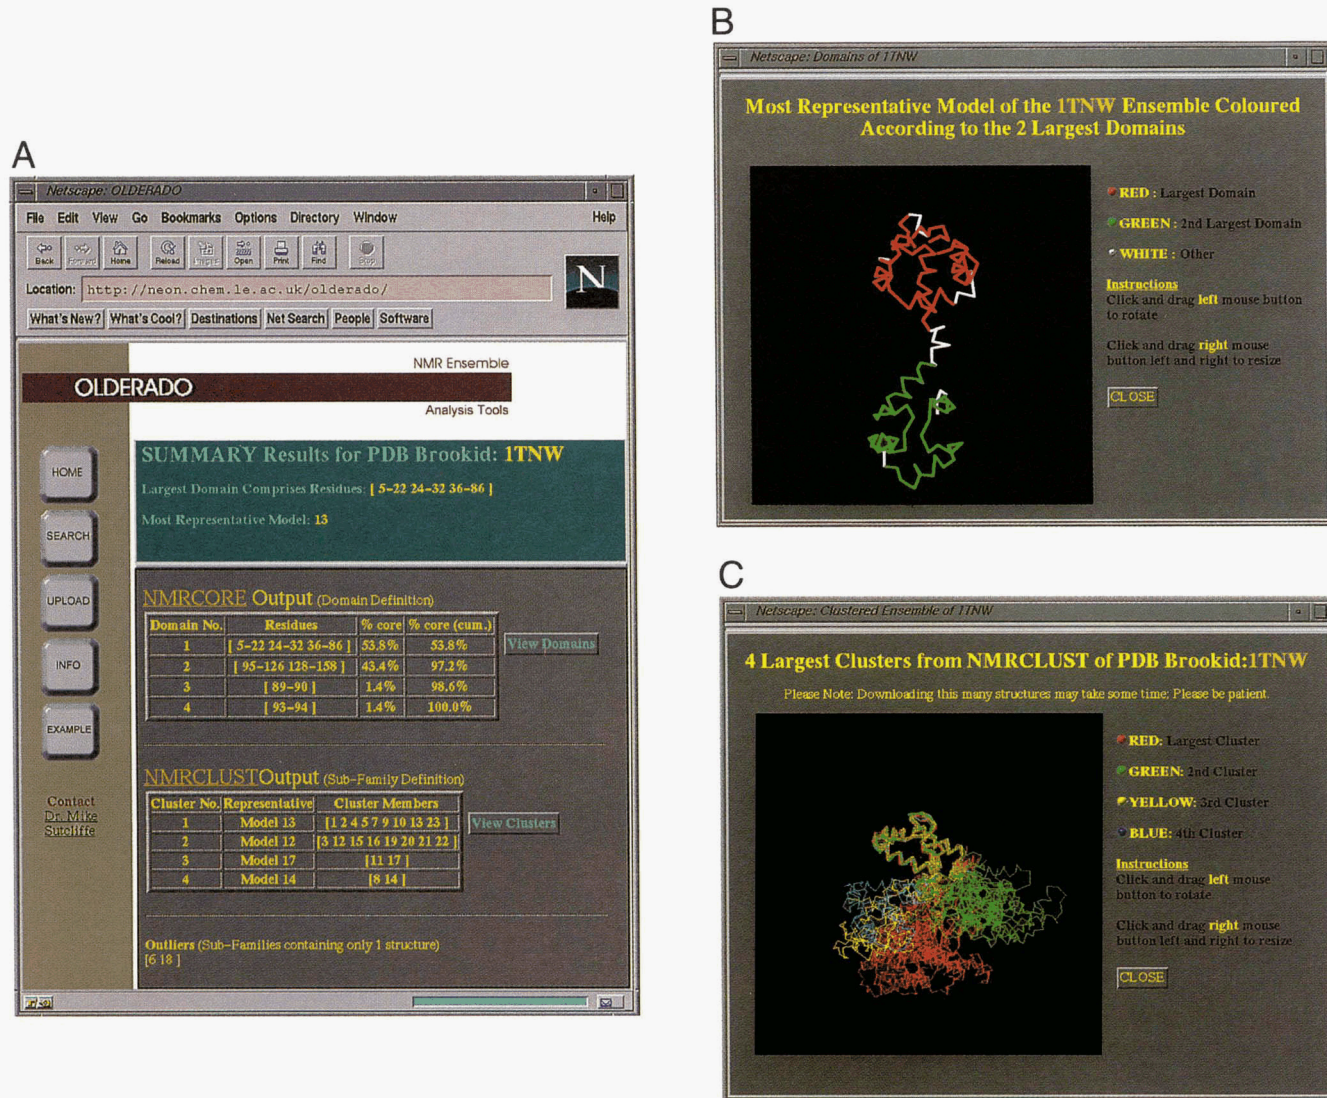 A
Netscape: OLDERADO
File Edit View Go Bookmarks Options Directory Window Help
Back Forward Home Reload Images Open Print Find Stop
Location: http://neon.chem.le.ac.uk/olderado/
N
What's New? What's Cool? Destinations Net Search People Software
NMR Ensemble
OLDERADO
Analysis Tools
HOME
SEARCH
UPLOAD
INFO
EXAMPLE
Contact
Dr. Mike
Sutcliffe
SUMMARY Results for PDB Brookid: 1TNW
Largest Domain Comprises Residues: [ 5-22 24-32 36-86 ]
Most Representative Model: 13
NMRCORE Output (Domain Definition)
Domain No. Residues % core % core (cum.)
1 [ 5-22 24-32 36-86 ] 53.8% 53.8%
View Domains
2 [ 95-126 128-158 ] 43.4% 97.2%
3 [ 89-90 ] 1.4% 98.6%
4 [ 93-94 ] 1.4% 100.0%
NMRCLUST Output (Sub-Family Definition)
Cluster No. Representative Cluster Members
1 Model 13 [1 2 4 5 7 9 10 13 23 ]
View Clusters
2 Model 12 [3 12 15 16 19 20 21 22 ]
3 Model 17 [11 17 ]
4 Model 14 [8 14 ]
Outliers (Sub-Families containing only 1 structure)
[6 18 ]
B
Netscape: Domains of 1TNW
Most Representative Model of the 1TNW Ensemble Coloured
According to the 2 Largest Domains
RED : Largest Domain
GREEN : 2nd Largest Domain
WHITE : Other
Instructions
Click and drag left mouse button
to rotate
Click and drag right mouse
button left and right to resize
CLOSE
C
Netscape: Clustered Ensemble of 1TNW
4 Largest Clusters from NMRCLUST of PDB Brookid:1TNW
Please Note: Downloading this many structures may take some time; Please be patient.
RED: Largest Cluster
GREEN: 2nd Cluster
YELLOW: 3rd Cluster
BLUE: 4th Cluster
Instructions
Click and drag left mouse
button to rotate
Click and drag right mouse
button left and right to resize
CLOSE